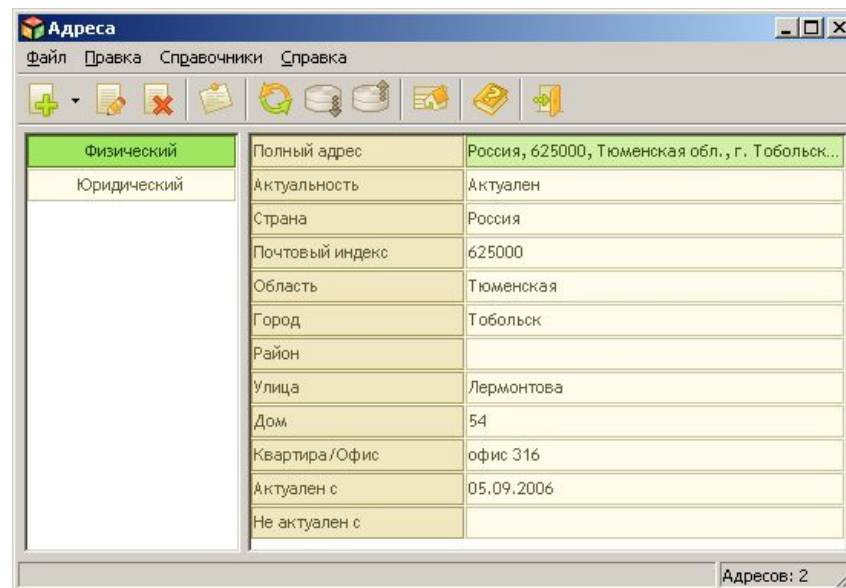 Адреса
Файл Правка Справочники Справка
Физический
Юридический
Полный адрес Россия, 625000, Тюменская обл., г. Тобольск...
Актуальность Актуален
Страна Россия
Почтовый индекс 625000
Область Тюменская
Город Тобольск
Район
Улица Лермонтова
Дом 54
Квартира/Офис офис 316
Актуален с 05.09.2006
Не актуален с
Адресов: 2